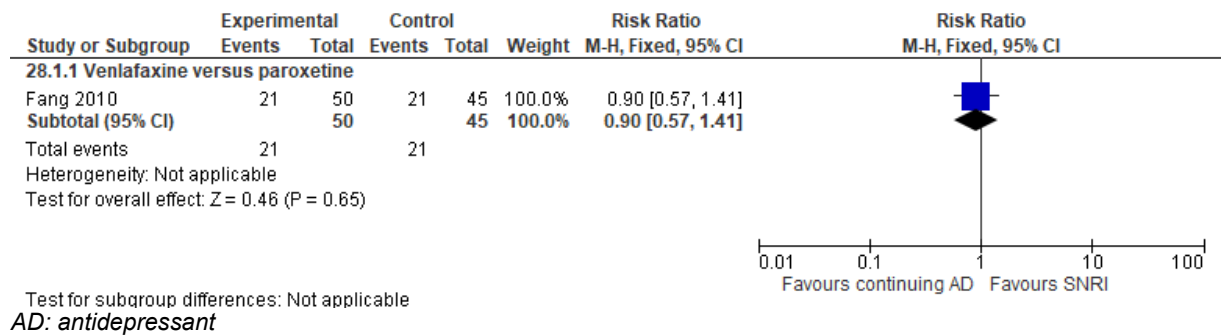 Experimental Control Risk Ratio Risk Ratio
Study or Subgroup Events Total Events Total Weight M-H, Fixed, 95% CI M-H, Fixed, 95% CI
28.1.1 Venlafaxine versus paroxetine
Fang 2010 21 50 21 45 100.0% 0.90 [0.57, 1.41]
Subtotal (95% CI) 50 45 100.0% 0.90 [0.57, 1.41]
Total events 21 21
Heterogeneity: Not applicable
Test for overall effect: Z = 0.46 (P = 0.65)
0.01 0.1 1 10 100
Favours continuing AD Favours SNRI
Test for subgroup differences: Not applicable
AD: antidepressant